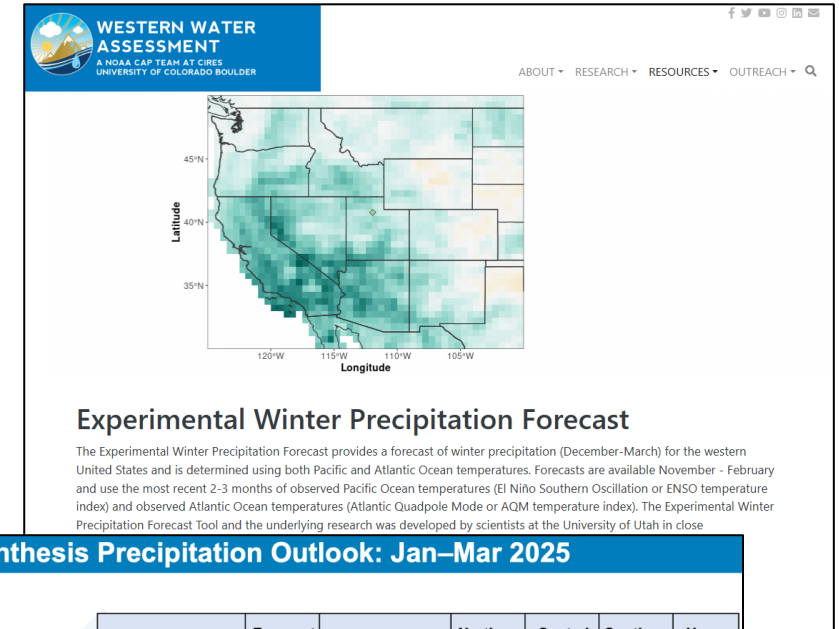 WESTERN WATER
ASSESSMENT
A NOAA CAP TEAM AT CIRES
UNIVERSITY OF COLORADO BOULDER
ABOUT RESEARCH RESOURCES OUTREACH
45°N
40°N
35°N
Latitude
120°W 115°W 110°W 105°W
Longitude
Experimental Winter Precipitation Forecast
The Experimental Winter Precipitation Forecast provides a forecast of winter precipitation (December-March) for the western
United States and is determined using both Pacific and Atlantic Ocean temperatures. Forecasts are available November - February
and use the most recent 2-3 months of observed Pacific Ocean temperatures (El Niño Southern Oscillation or ENSO temperature
index) and observed Atlantic Ocean temperatures (Atlantic Quadpole Mode or AQM temperature index). The Experimental Winter
Precipitation Forecast Tool and the underlying research was developed by scientists at the University of Utah in close
nthesis Precipitation Outlook: Jan–Mar 2025